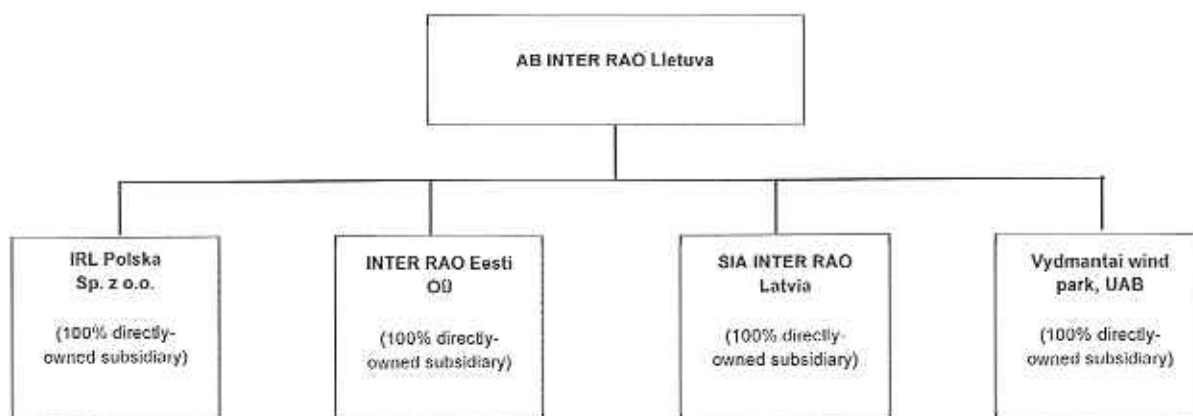 AB INTER RAO Lietuva
IRL Polska
Sp. z o.o.
(100% directly-
owned subsidiary)
INTER RAO Eesti
OÜ
(100% directly-
owned subsidiary)
SIA INTER RAO
Latvia
(100% directly-
owned subsidiary)
Vydmantai wind
park, UAB
(100% directly-
owned subsidiary)